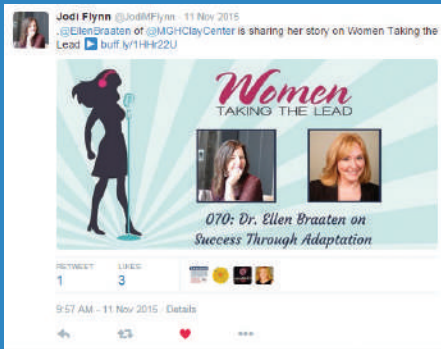 Jodi Flynn @JodiMFlynn · 11 Nov 2015
.@EllenBraaten of @MGHClayCenter is sharing her story on Women Taking the
Lead ▶ buff.ly/1HHr22U
Women
TAKING THE LEAD
070: Dr. Ellen Braaten on
Success Through Adaptation
RETWEET
LIKES
1
3
9:57 AM - 11 Nov 2015 · Details